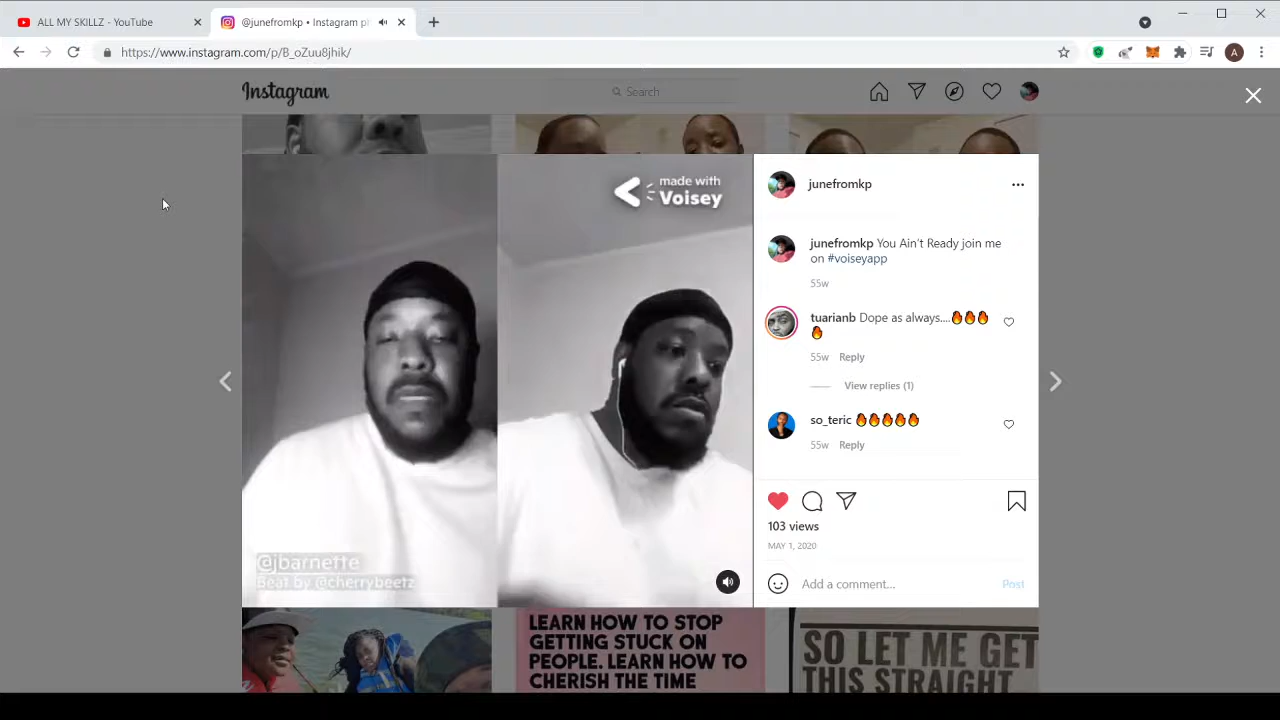 ALL MY SKILLZ - YouTube
@junefromkp • Instagram ph
https://www.instagram.com/p/B_oZuu8jhik/
A
Instagram
Search
made with
Voisey
@jbarnette
Beat by @cherrybeetz
junefromkp
junefromkp You Ain't Ready join me
on #voiseyapp
55w
tuarianb Dope as always....🔥🔥🔥
🔥
55w Reply
View replies (1)
so_teric 🔥🔥🔥🔥🔥
55w Reply
103 views
MAY 1, 2020
Add a comment... Post
LEARN HOW TO STOP
GETTING STUCK ON
PEOPLE. LEARN HOW TO
CHERISH THE TIME
SO LET ME GET
THIS STRAIGHT